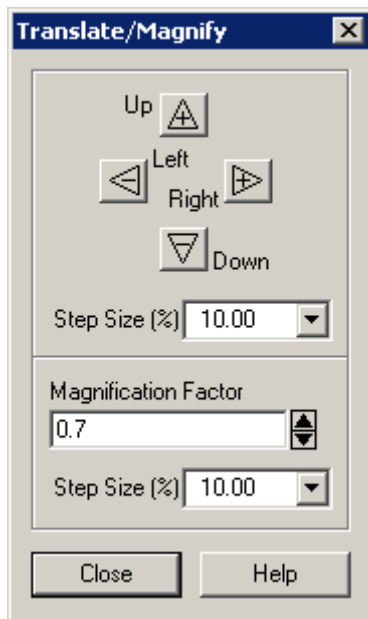 Translate/Magnify
Up
Left
Right
Down
Step Size (%) 10.00
Magnification Factor
0.7
Step Size (%) 10.00
Close Help